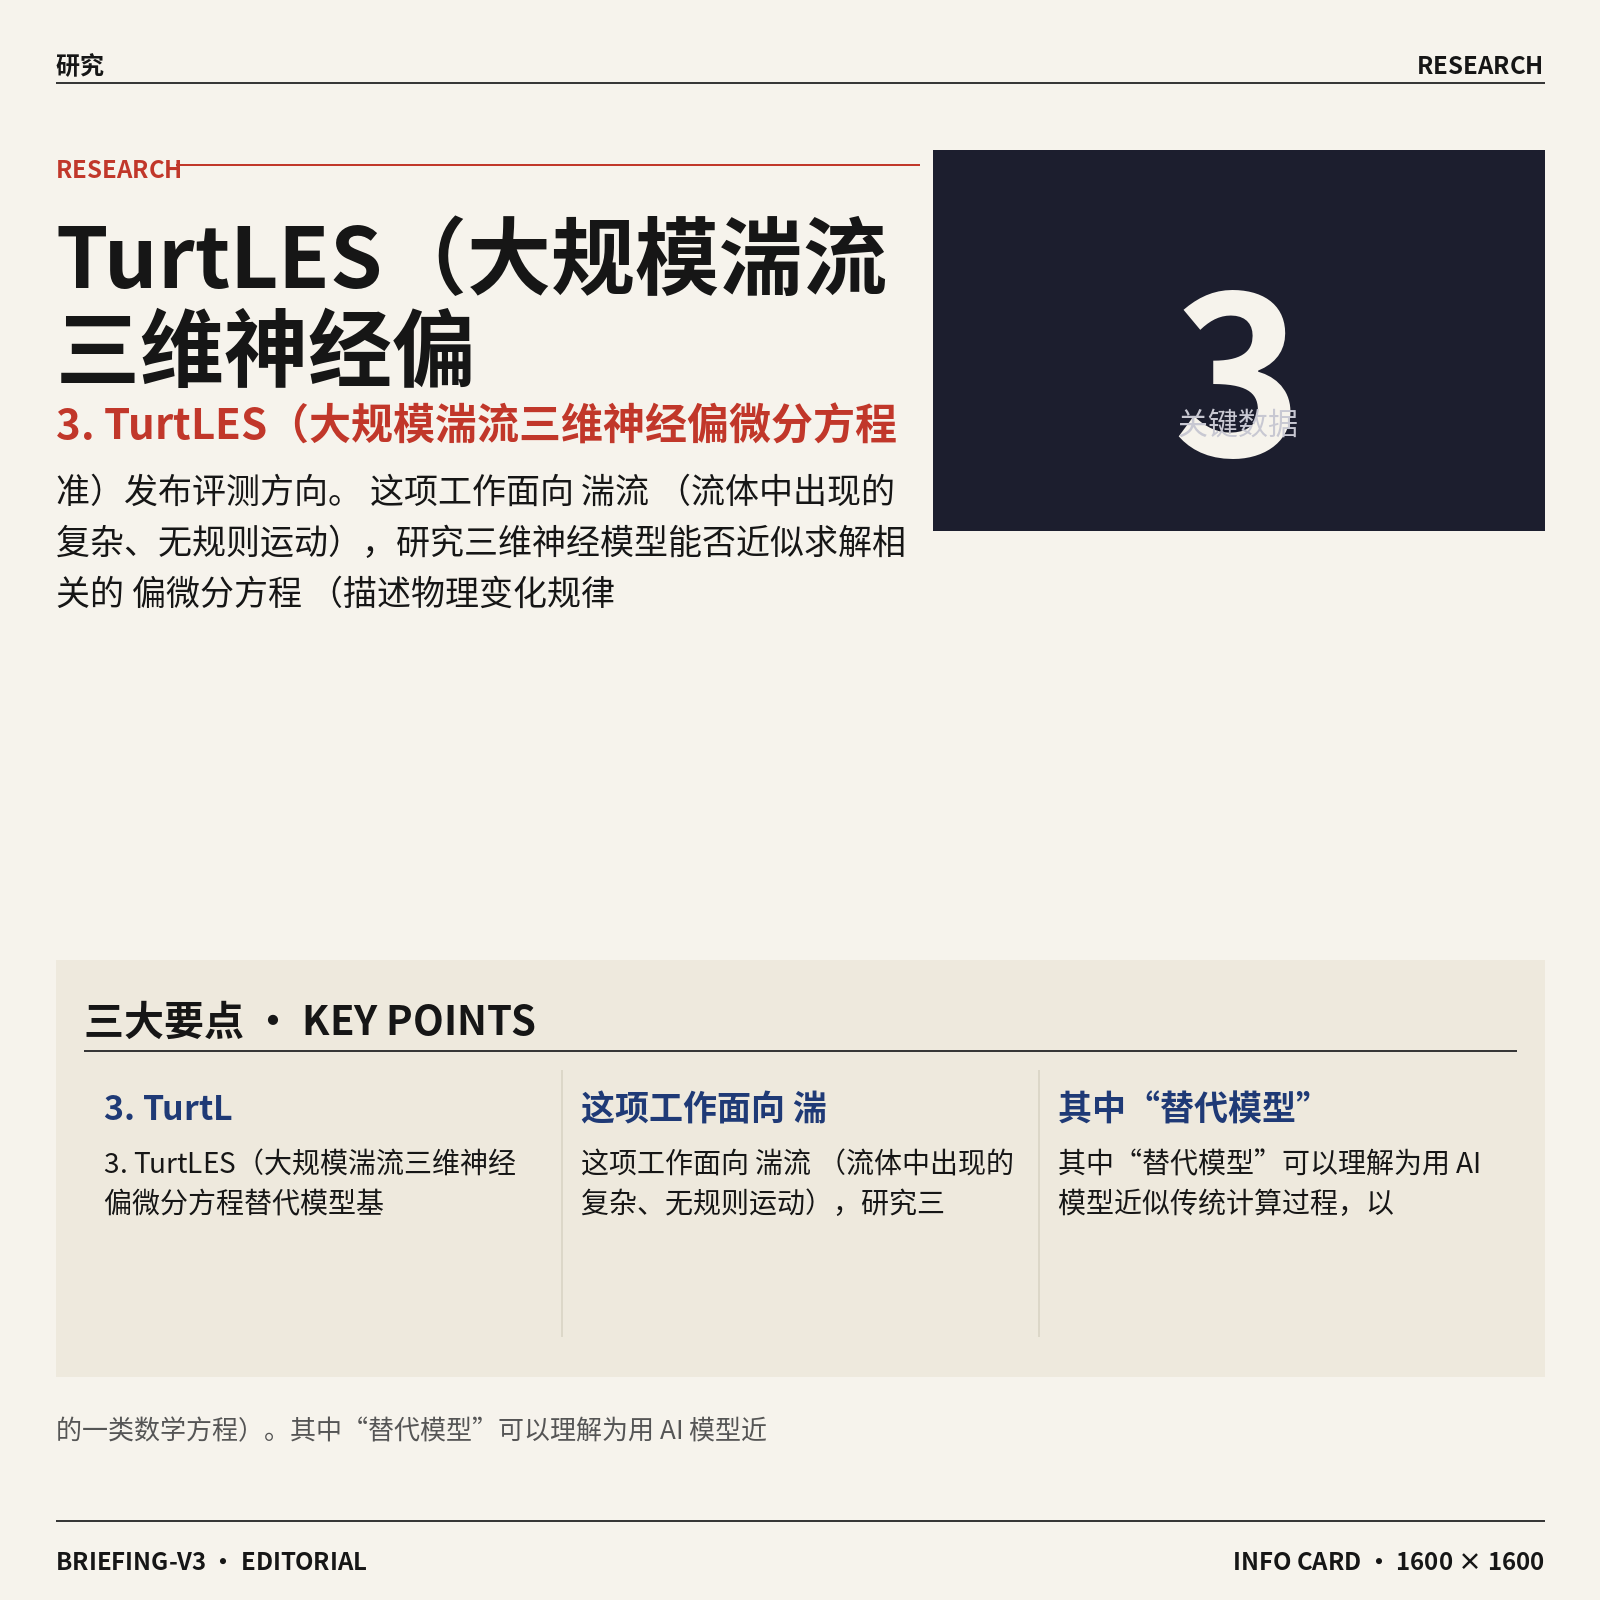 研究
RESEARCH
RESEARCH
TurtLES（大规模湍流
三维神经偏
3. TurtLES（大规模湍流三维神经偏微分方程
准）发布评测方向。 这项工作面向 湍流 （流体中出现的
复杂、无规则运动），研究三维神经模型能否近似求解相
关的 偏微分方程 （描述物理变化规律
3
关键数据
三大要点 · KEY POINTS
3. TurtL
3. TurtLES（大规模湍流三维神经
偏微分方程替代模型基
这项工作面向 湍
这项工作面向 湍流 （流体中出现的
复杂、无规则运动），研究三
其中“替代模型”
其中“替代模型”可以理解为用 AI
模型近似传统计算过程，以
的一类数学方程）。其中“替代模型”可以理解为用 AI 模型近
BRIEFING-V3 · EDITORIAL
INFO CARD · 1600 × 1600